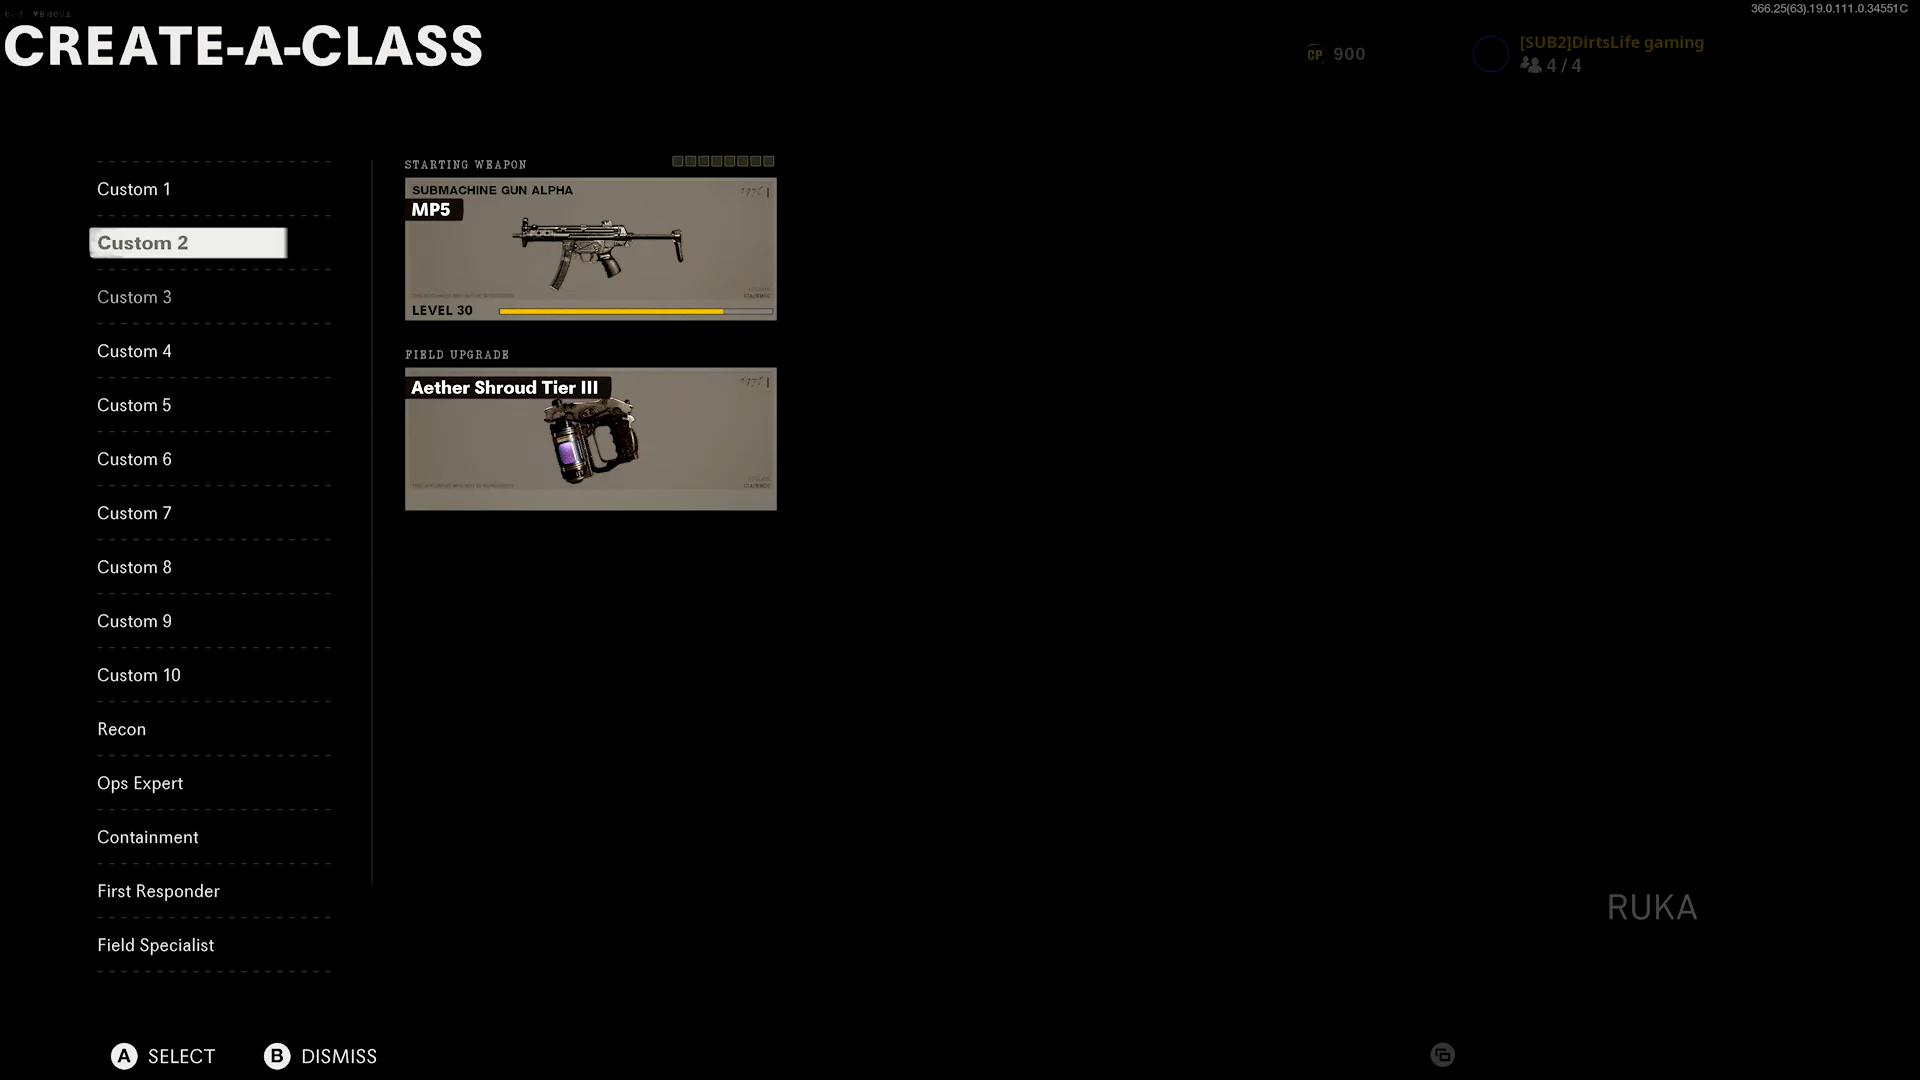 366.25(63).19.0.111.0.34551C
CREATE-A-CLASS
CP 900
[SUB2]DirtsLife gaming
4 / 4
Custom 1
Custom 2
Custom 3
Custom 4
Custom 5
Custom 6
Custom 7
Custom 8
Custom 9
Custom 10
Recon
Ops Expert
Containment
First Responder
Field Specialist
STARTING WEAPON
SUBMACHINE GUN ALPHA
MP5
LEVEL 30
FIELD UPGRADE
Aether Shroud Tier III
RUKA
A SELECT
B DISMISS